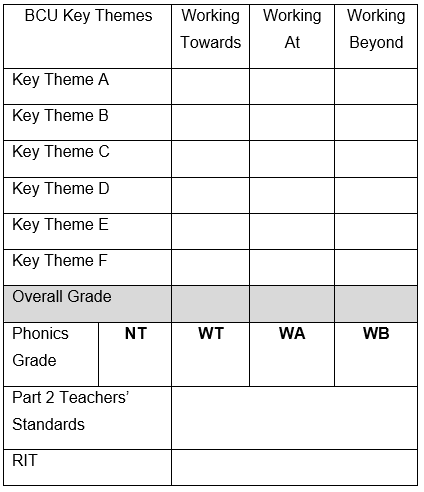 BCU Key Themes Working Towards Working At Working Beyond
Key Theme A
Key Theme B
Key Theme C
Key Theme D
Key Theme E
Key Theme F
Overall Grade
Phonics Grade NT WT WA WB
Part 2 Teachers'
Standards
RIT